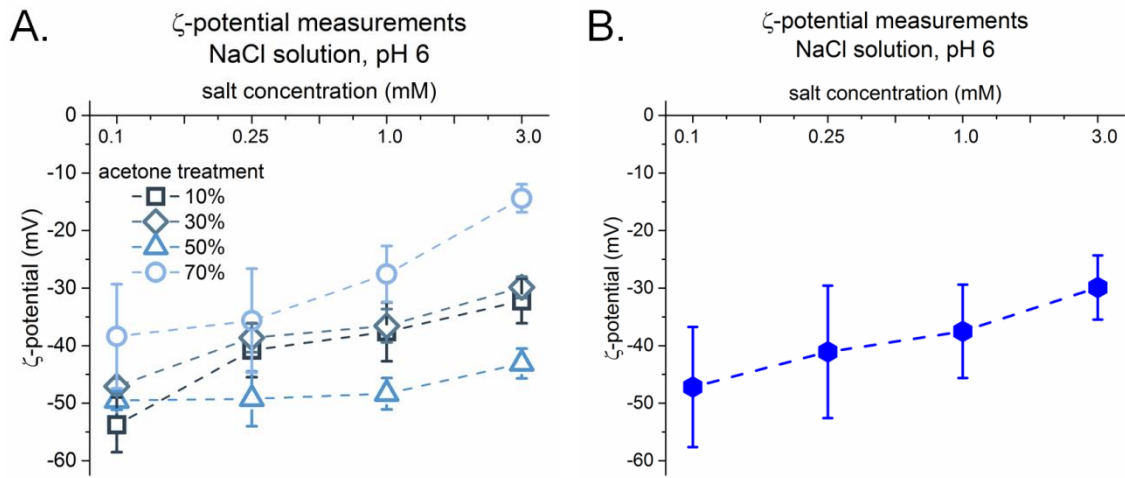 A.
ζ-potential measurements
NaCl solution, pH 6
salt concentration (mM)
0
0.1
0.25
1.0
3.0
-10
-20
-30
-40
-50
-60
ζ-potential (mV)
acetone treatment
10%
30%
50%
70%
B.
ζ-potential measurements
NaCl solution, pH 6
salt concentration (mM)
0
0.1
0.25
1.0
3.0
-10
-20
-30
-40
-50
-60
ζ-potential (mV)